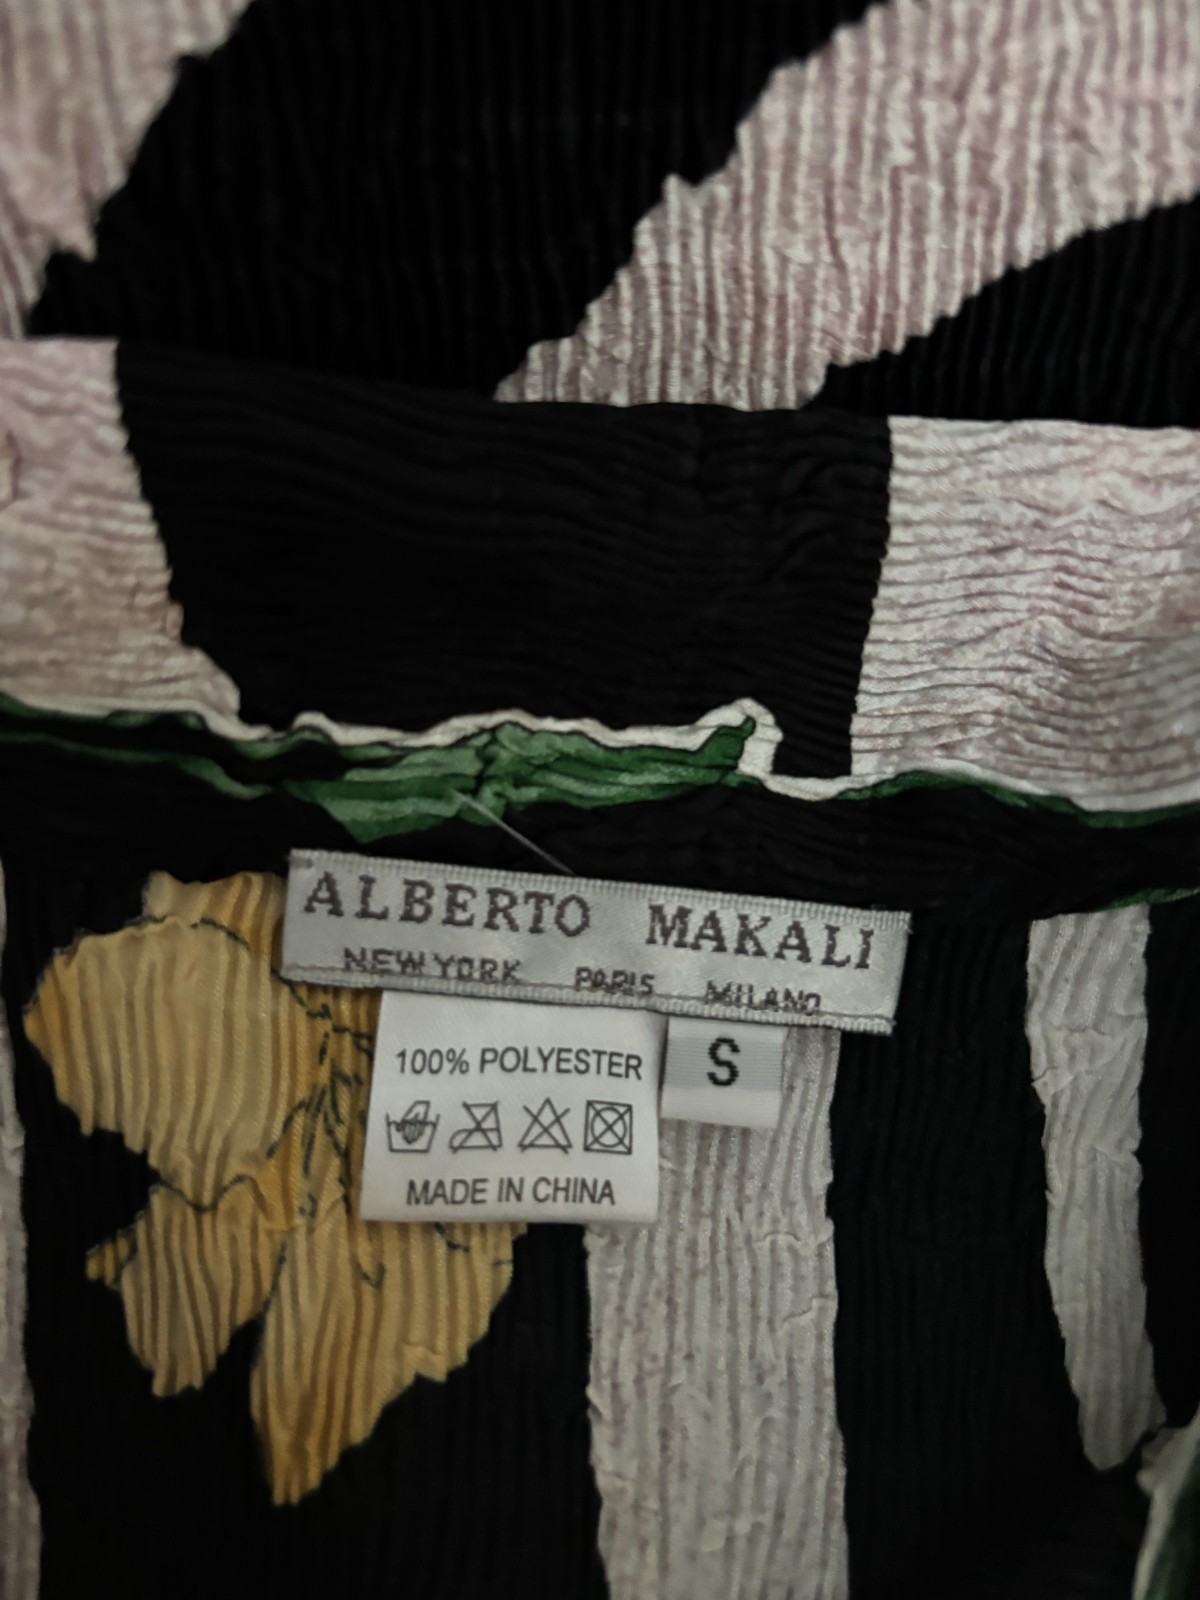 ALBERTO MAKALI
NEW YORK PARIS MILANO
S
100% POLYESTER
MADE IN CHINA